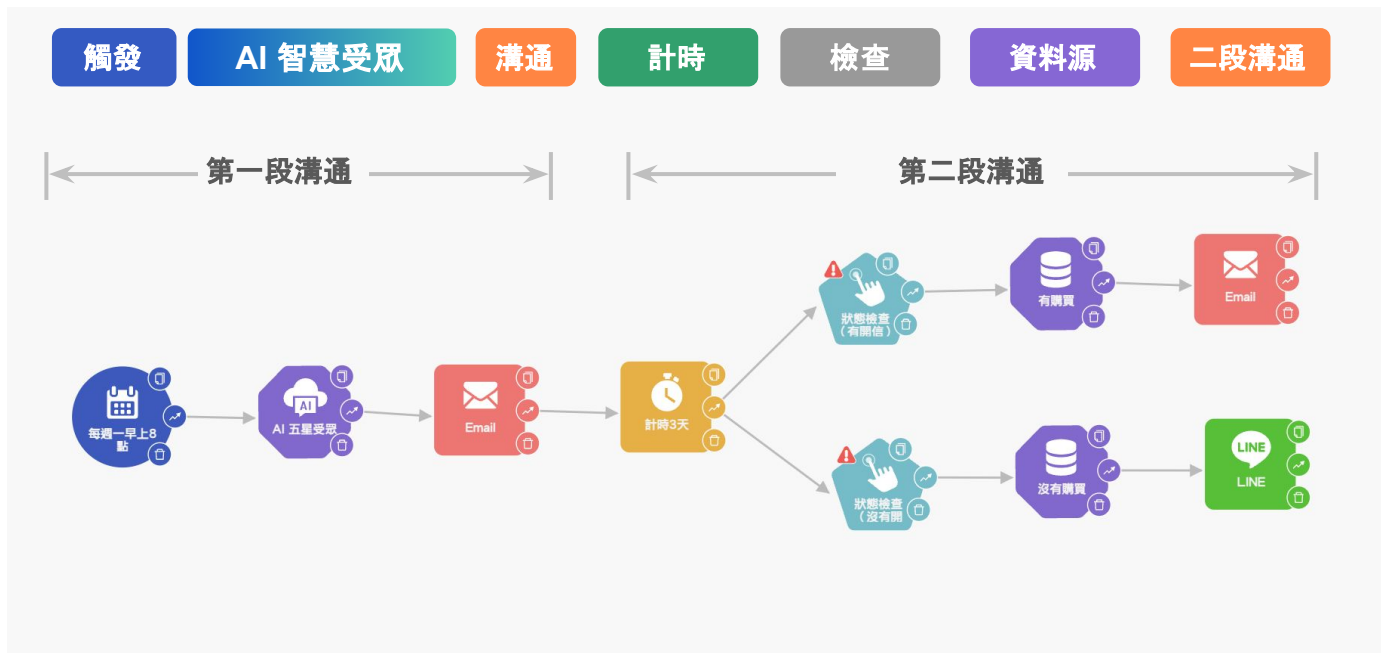 觸發
AI 智慧受眾
溝通
計時
檢查
資料源
二段溝通
第一段溝通
第二段溝通
每週一早上8
點
AI
AI 五星受眾
Email
計時3天
狀態檢查
（有開信）
有購買
Email
狀態檢查
（沒有開
沒有購買
LINE
LINE